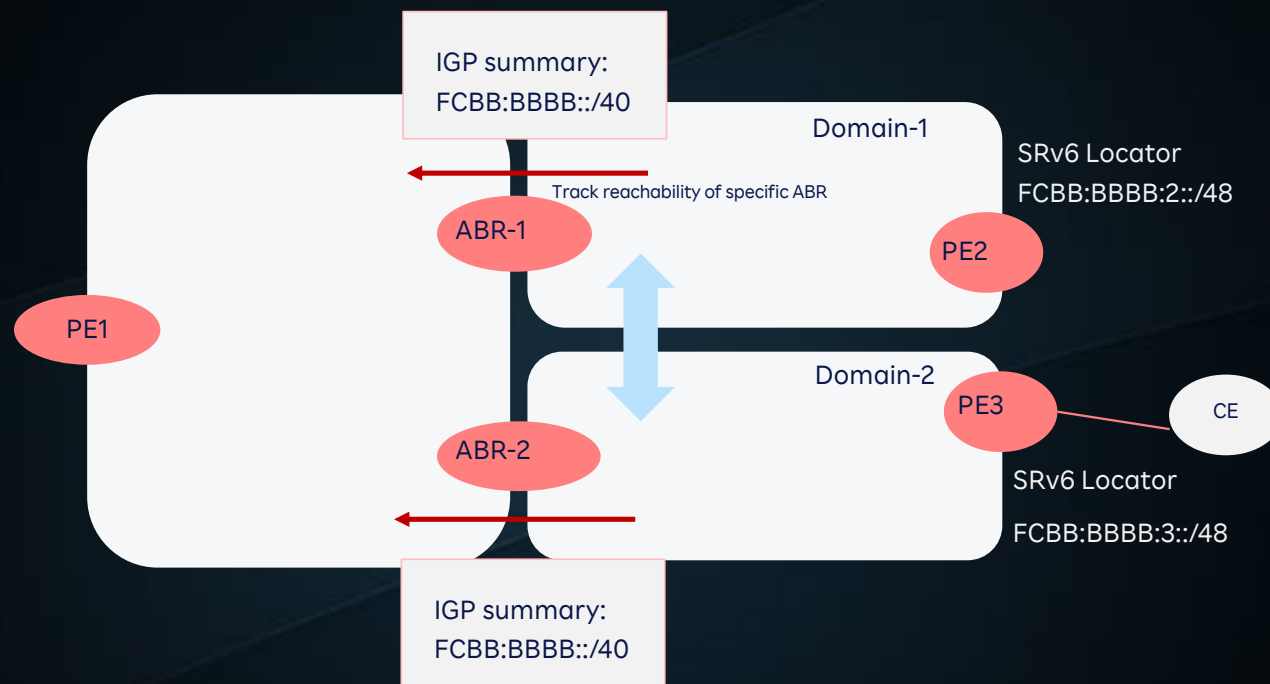 IGP summary:
FCBB:BBBB::/40
Domain-1
SRv6 Locator
FCBB:BBBB:2::/48
Track reachability of specific ABR
ABR-1
PE2
PE1
Domain-2
PE3
CE
ABR-2
SRv6 Locator
FCBB:BBBB:3::/48
IGP summary:
FCBB:BBBB::/40